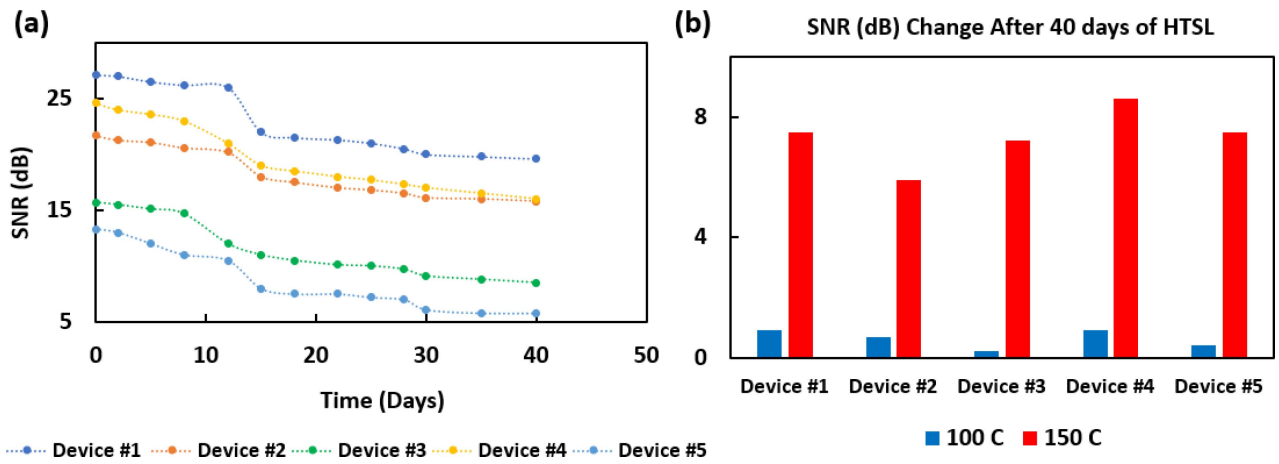 (a)
25
15
5
SNR (dB)
0 10 20 30 40 50
Time (Days)
Device #1 Device #2 Device #3 Device #4 Device #5
(b)
SNR (dB) Change After 40 days of HTSL
8
4
0
Device #1 Device #2 Device #3 Device #4 Device #5
100 C 150 C